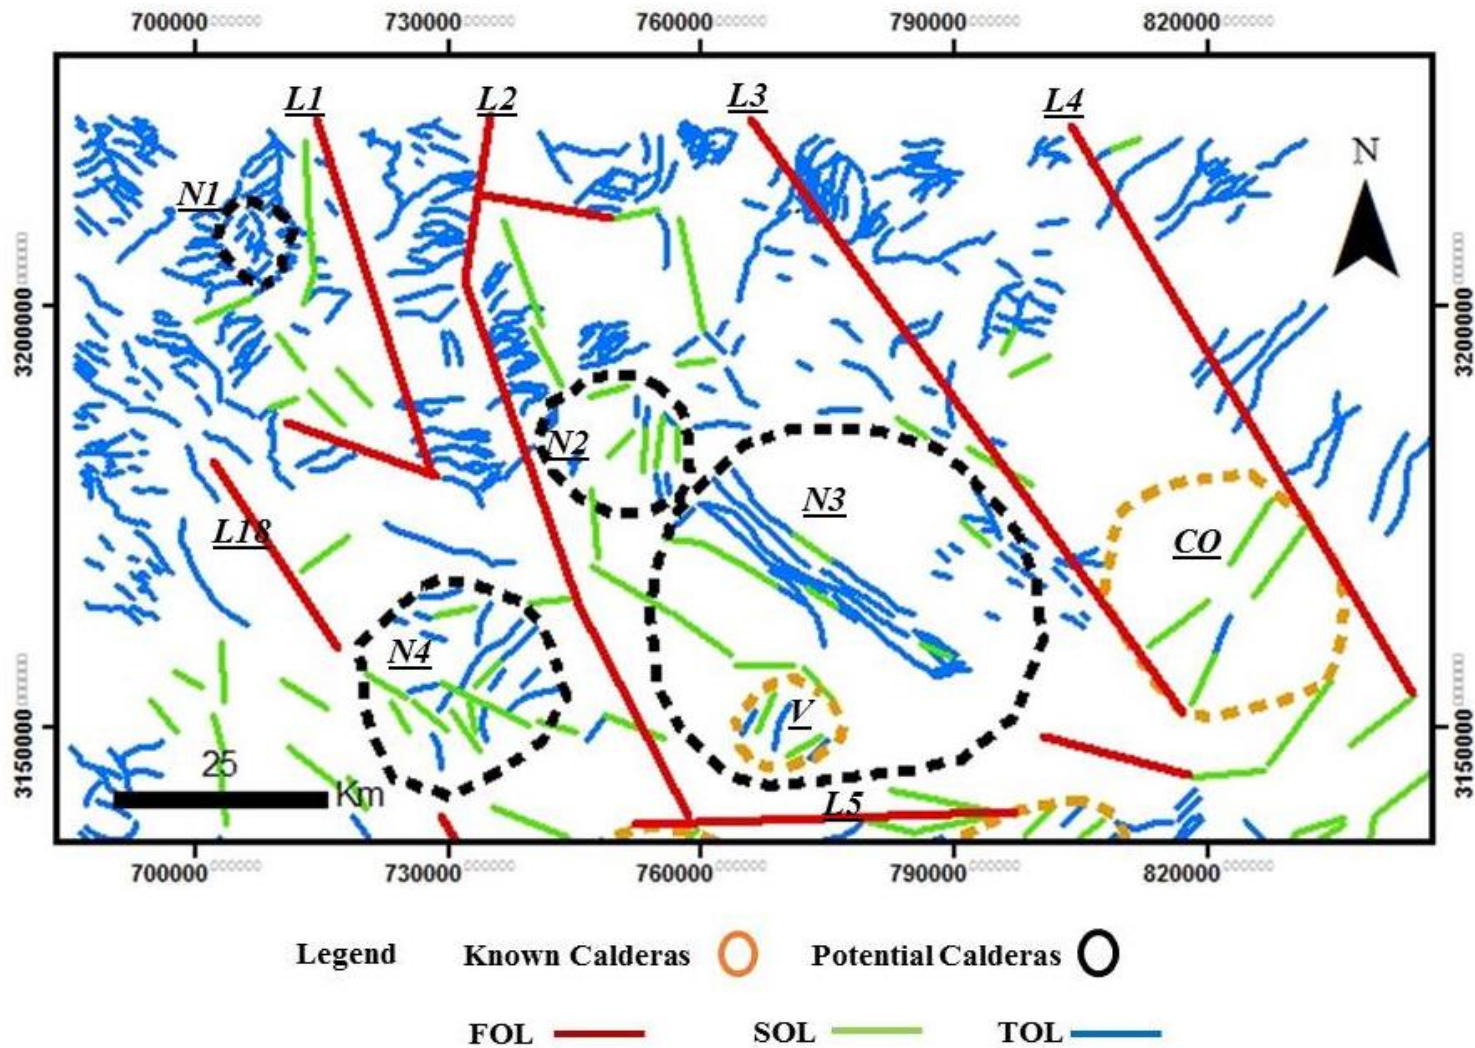 700000 730000 760000 790000 820000
L1 L2 L3 L4
N
N1
3200000 3200000
N2
N3
L18 CO
N4
V
3150000 3150000
25
Km
L5
700000 730000 760000 790000 820000
Legend Known Calderas Potential Calderas
FOL SOL TOL